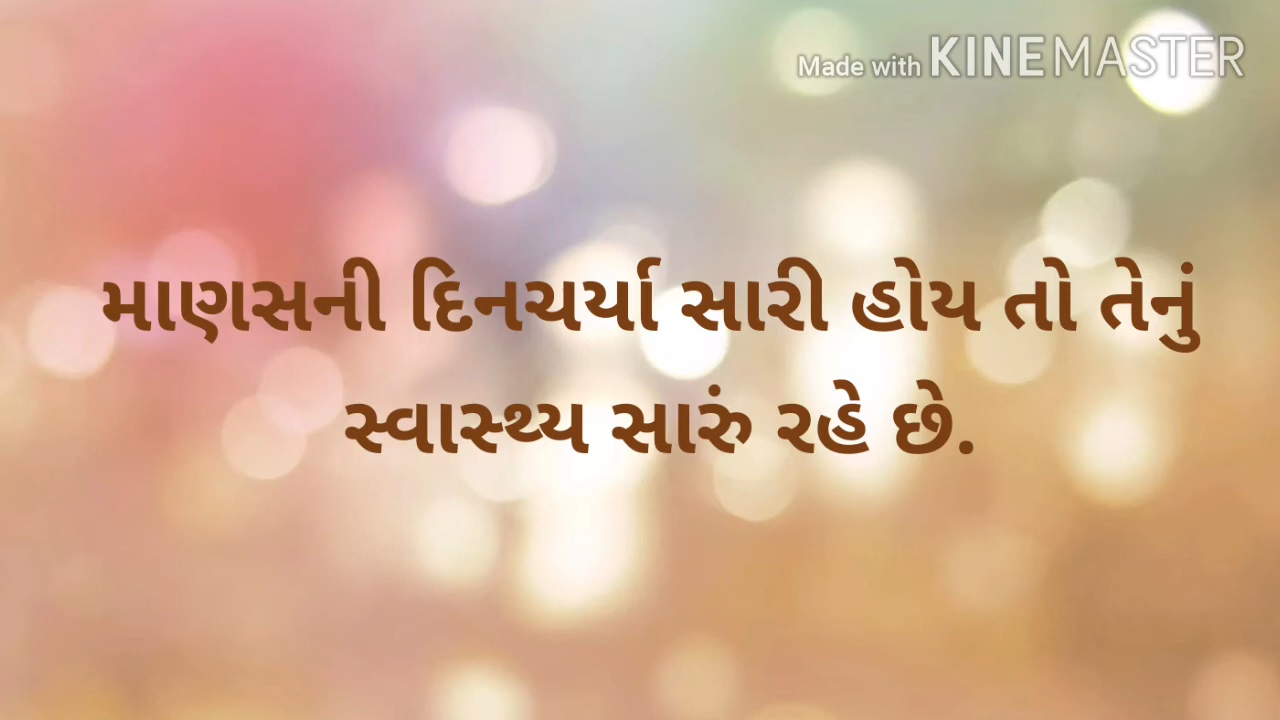 Made with KINEMASTER
માણસની દિનચર્યા સારી હોય તો તેનું
સ્વાસ્થ્ય સારું રહે છે.